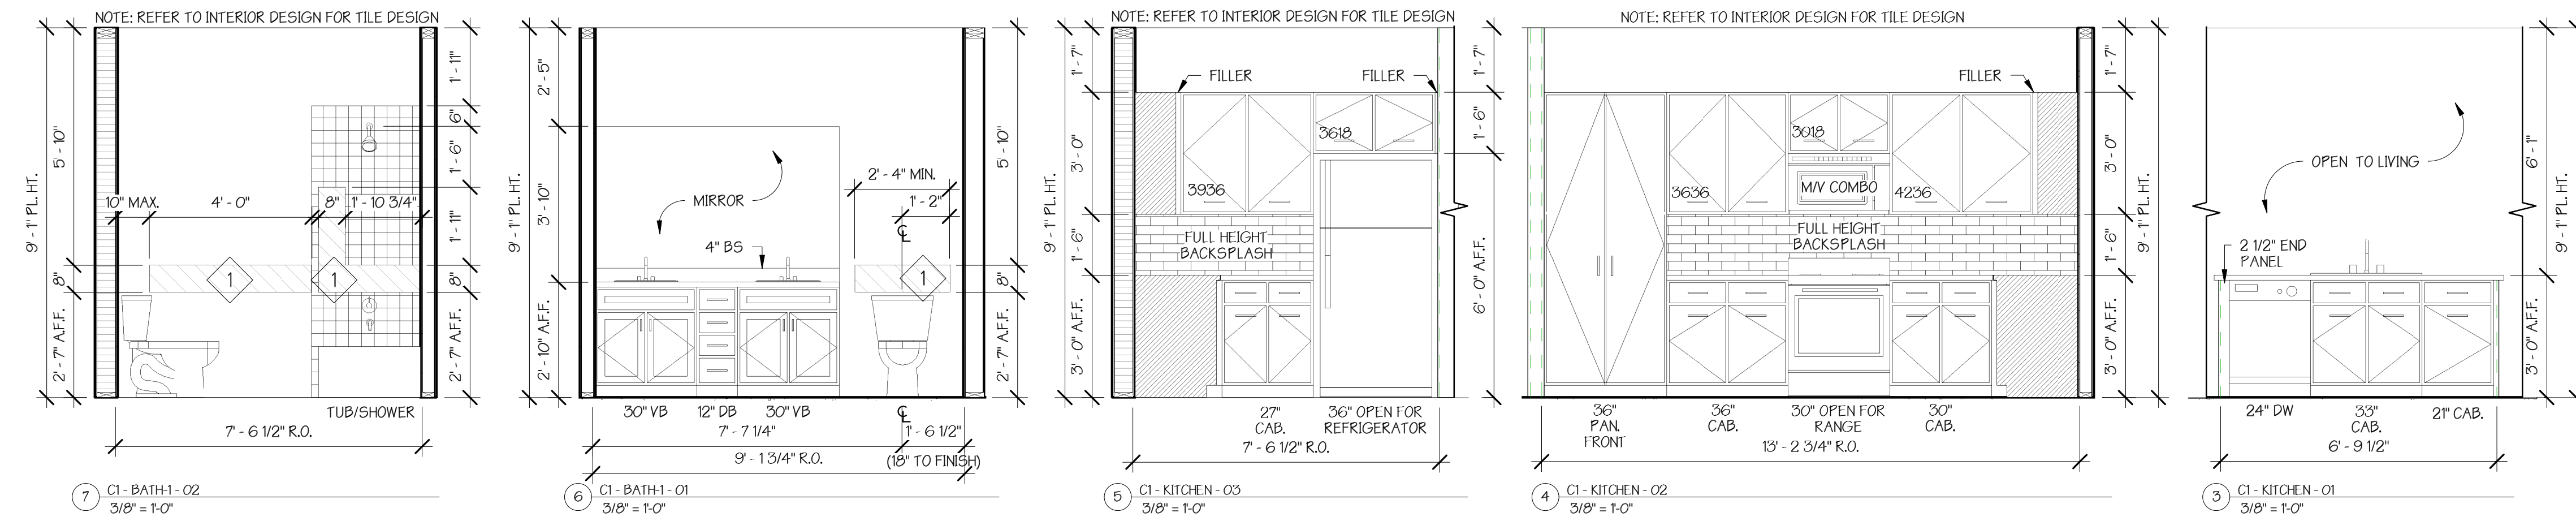 NOTE: REFER TO INTERIOR DESIGN FOR TILE DESIGN
9' - 1" PL. HT.
5' - 10"
8"
2' - 7" A.F.F.
10" MAX.
4' - 0"
8"
1' - 10 3/4"
1
1
1' - 11"
6"
1' - 6"
1' - 11"
8"
2' - 7" A.F.F.
TUB/SHOWER
7' - 6 1/2" R.O.
7
C1 - BATH-1 - 02
3/8" = 1'-0"
9' - 1" PL. HT.
2' - 5"
3' - 10"
2' - 10" A.F.F.
MIRROR
4" BS
2' - 4" MIN.
1' - 2"
CL
1
5' - 10"
8"
2' - 7" A.F.F.
30" VB
12" DB
30" VB
CL
7' - 7 1/4"
1' - 6 1/2"
9' - 1 3/4" R.O.
(18" TO FINISH)
6
C1 - BATH-1 - 01
3/8" = 1'-0"
NOTE: REFER TO INTERIOR DESIGN FOR TILE DESIGN
9' - 1" PL. HT.
1' - 7"
3' - 0"
1' - 6"
3' - 0" A.F.F.
FILLER
FILLER
3618
3936
FULL HEIGHT
BACKSPLASH
1' - 7"
1' - 6"
6' - 0" A.F.F.
27"
CAB.
36" OPEN FOR
REFRIGERATOR
7' - 6 1/2" R.O.
5
C1 - KITCHEN - 03
3/8" = 1'-0"
NOTE: REFER TO INTERIOR DESIGN FOR TILE DESIGN
FILLER
3018
M/V COMBO
3636
4236
FULL HEIGHT
BACKSPLASH
1' - 7"
3' - 0"
1' - 6"
3' - 0" A.F.F.
9' - 1" PL. HT.
36"
PAN.
FRONT
36"
CAB.
30" OPEN FOR
RANGE
30"
CAB.
13' - 2 3/4" R.O.
4
C1 - KITCHEN - 02
3/8" = 1'-0"
OPEN TO LIVING
2 1/2" END
PANEL
6' - 1"
3' - 0" A.F.F.
9' - 1" PL. HT.
24" DW
33"
CAB.
21" CAB.
6' - 9 1/2"
3
C1 - KITCHEN - 01
3/8" = 1'-0"